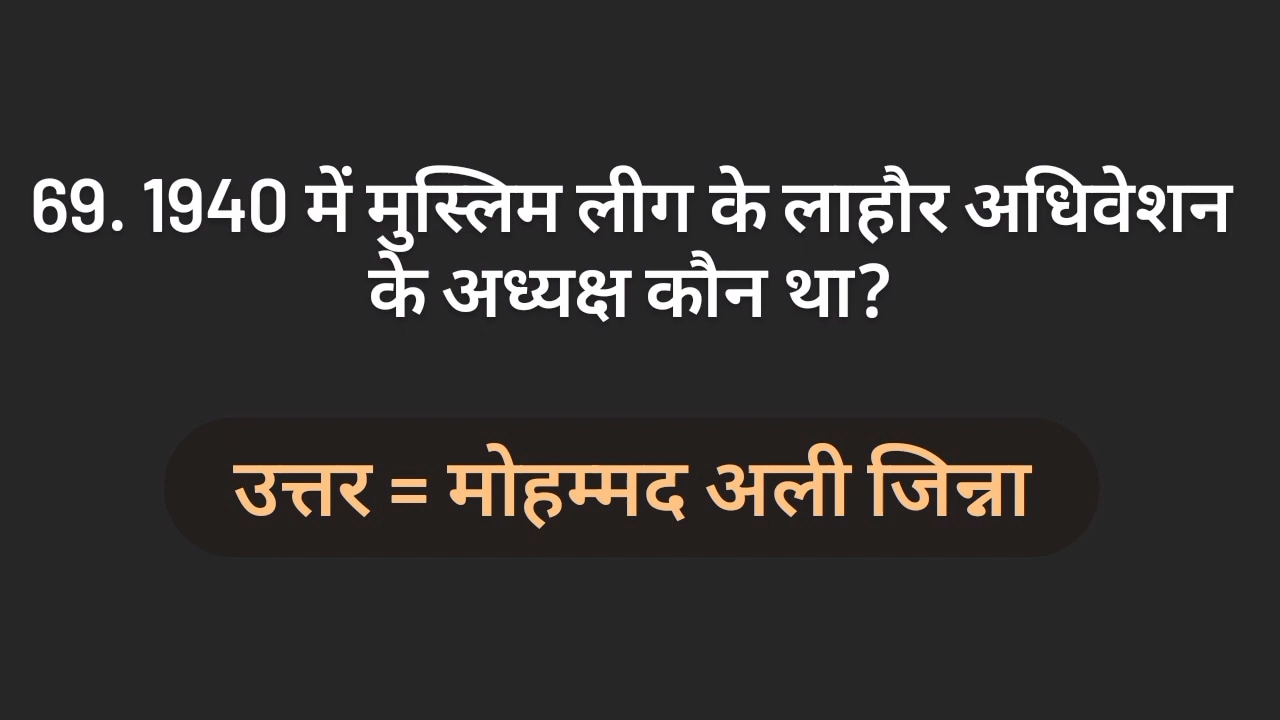 69. 1940 में मुस्लिम लीग के लाहौर अधिवेशन
के अध्यक्ष कौन था?
उत्तर = मोहम्मद अली जिन्ना